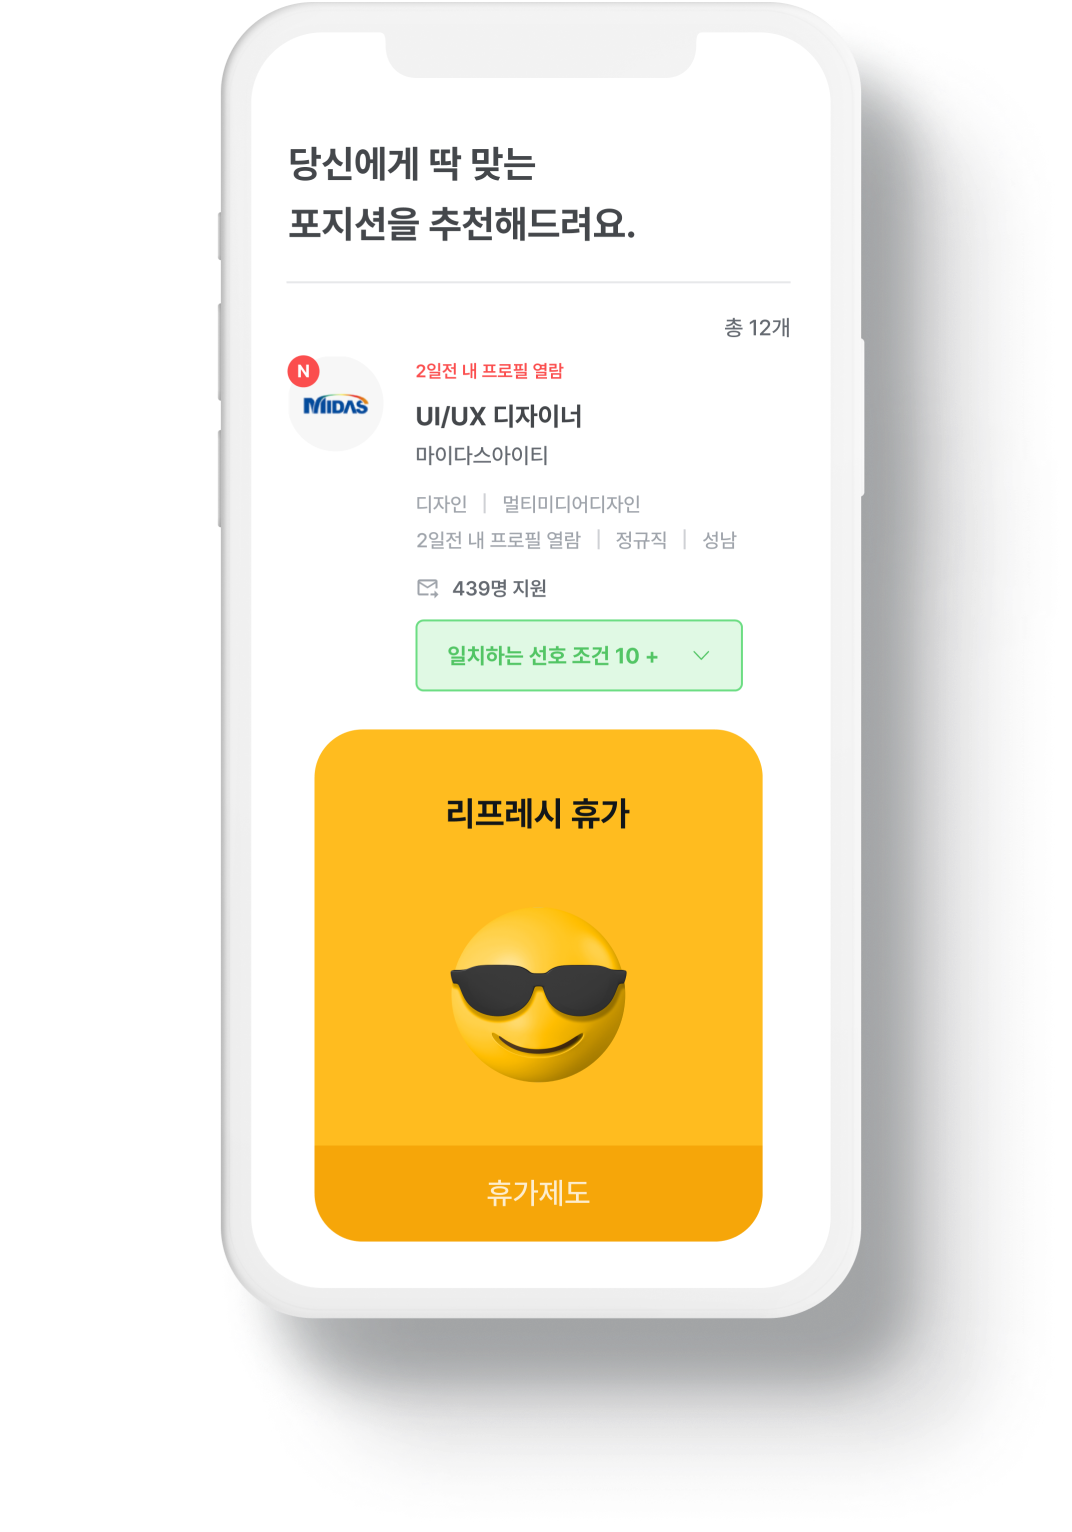 당신에게 딱 맞는
포지션을 추천해드려요.
총 12개
N
MIDAS
2일전 내 프로필 열람
UI/UX 디자이너
마이다스아이티
디자인 | 멀티미디어디자인
2일전 내 프로필 열람 | 정규직 | 성남
439명 지원
일치하는 선호 조건 10 +
리프레시 휴가
휴가제도